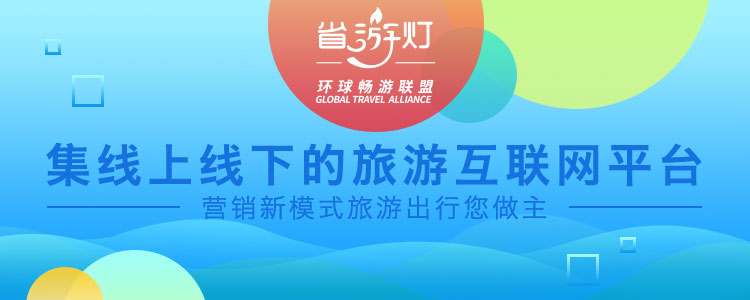 省游灯
环球畅游联盟
GLOBAL TRAVEL ALLIANCE
集线上线下的旅游互联网平台
营销新模式旅游出行您做主